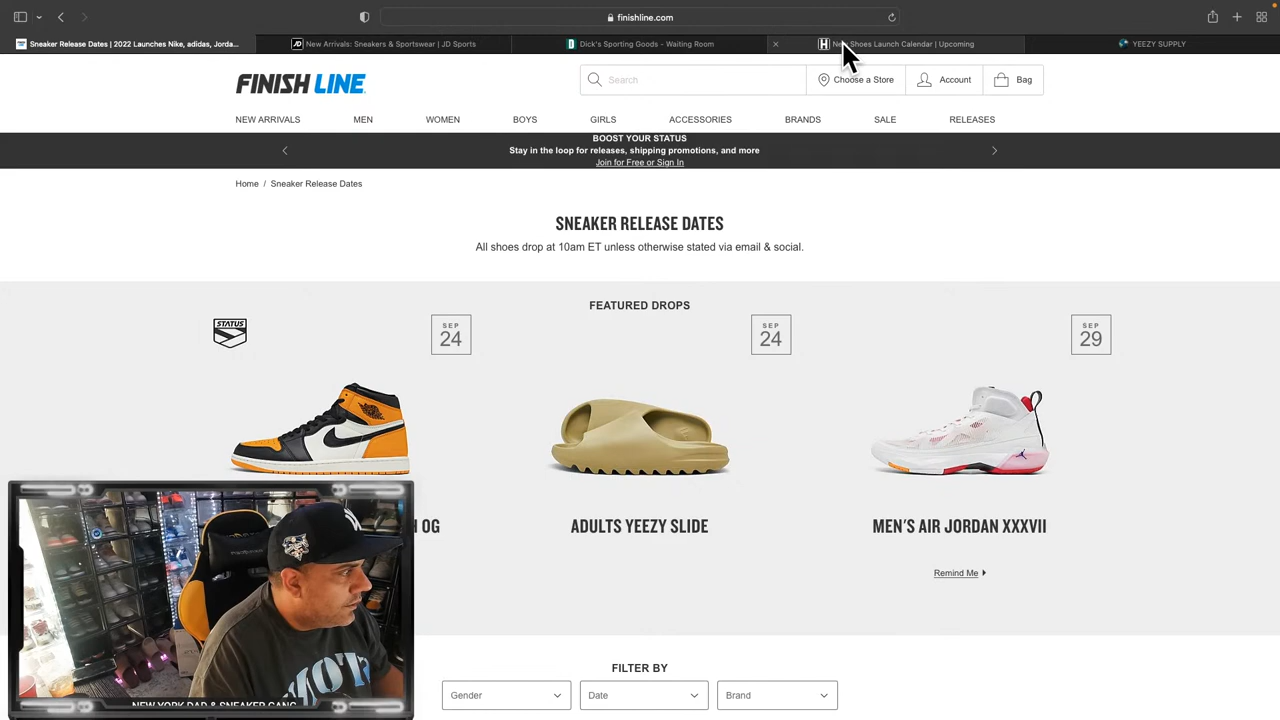 finishline.com
Sneaker Release Dates | 2022 Launches Nike, adidas, Jorda...
New Arrivals: Sneakers & Sportswear | JD Sports
Dick's Sporting Goods - Waiting Room
Shoes Launch Calendar | Upcoming
YEEZY SUPPLY
FINISH LINE
Search
Choose a Store
Account
Bag
NEW ARRIVALS
MEN
WOMEN
BOYS
GIRLS
ACCESSORIES
BRANDS
SALE
RELEASES
BOOST YOUR STATUS
Stay in the loop for releases, shipping promotions, and more
Join for Free or Sign In
Home / Sneaker Release Dates
SNEAKER RELEASE DATES
All shoes drop at 10am ET unless otherwise stated via email & social.
FEATURED DROPS
STATUS
SEP
24
SEP
24
SEP
29
OG
ADULTS YEEZY SLIDE
MEN'S AIR JORDAN XXXVII
Remind Me
FILTER BY
Gender
Date
Brand
NEW YORK DAD & SNEAKER GANG